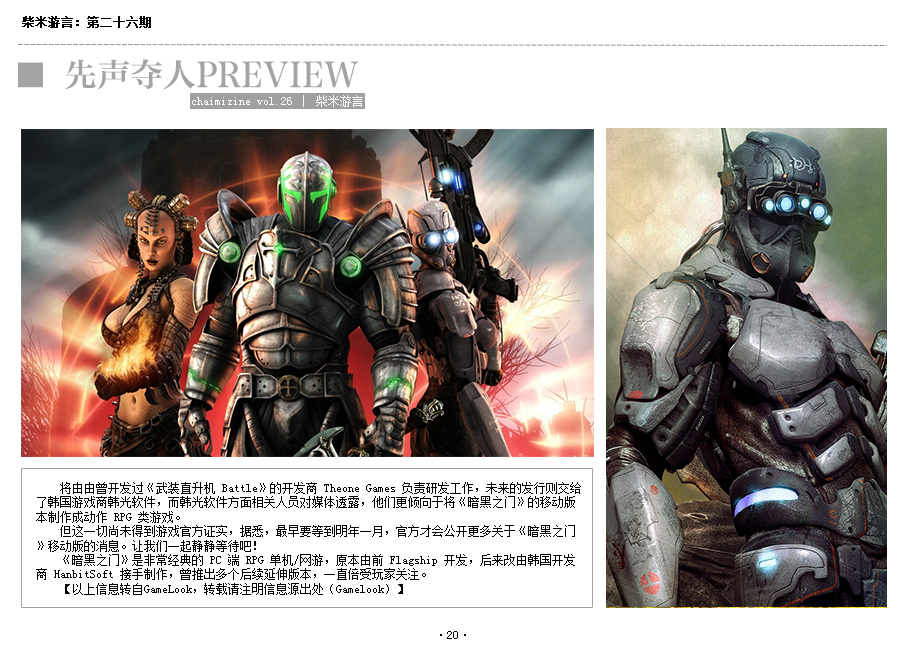 柴米游言：第二十六期
先声夺人PREVIEW
chaimizine vol.26 | 柴米游言
将由由曾开发过《武装直升机 Battle》的开发商 Theone Games 负责研发工作，未来的发行则交给
了韩国游戏商韩光软件，而韩光软件方面相关人员对媒体透露，他们更倾向于将《暗黑之门》的移动版
本制作成动作 RPG 类游戏。
但这一切尚未得到游戏官方证实，据悉，最早要等到明年一月，官方才会公开更多关于《暗黑之门
》移动版的消息。让我们一起静静等待吧！
《暗黑之门》是非常经典的 PC 端 RPG 单机/网游，原本由前 Flagship 开发，后来改由韩国开发
商 HanbitSoft 接手制作，曾推出多个后续延伸版本，一直倍受玩家关注。
【以上信息转自GameLook，转载请注明信息源出处（Gamelook）】
·20·